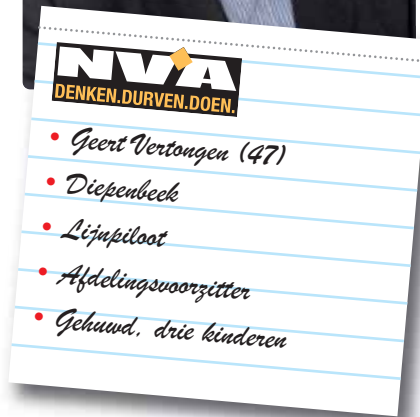 N-VA
DENKEN.DURVEN.DOEN.
• Geert Vertongen (47)
• Diepenbeek
• Lijnpiloot
• Afdelingsvoorzitter
• Gehuwd, drie kinderen